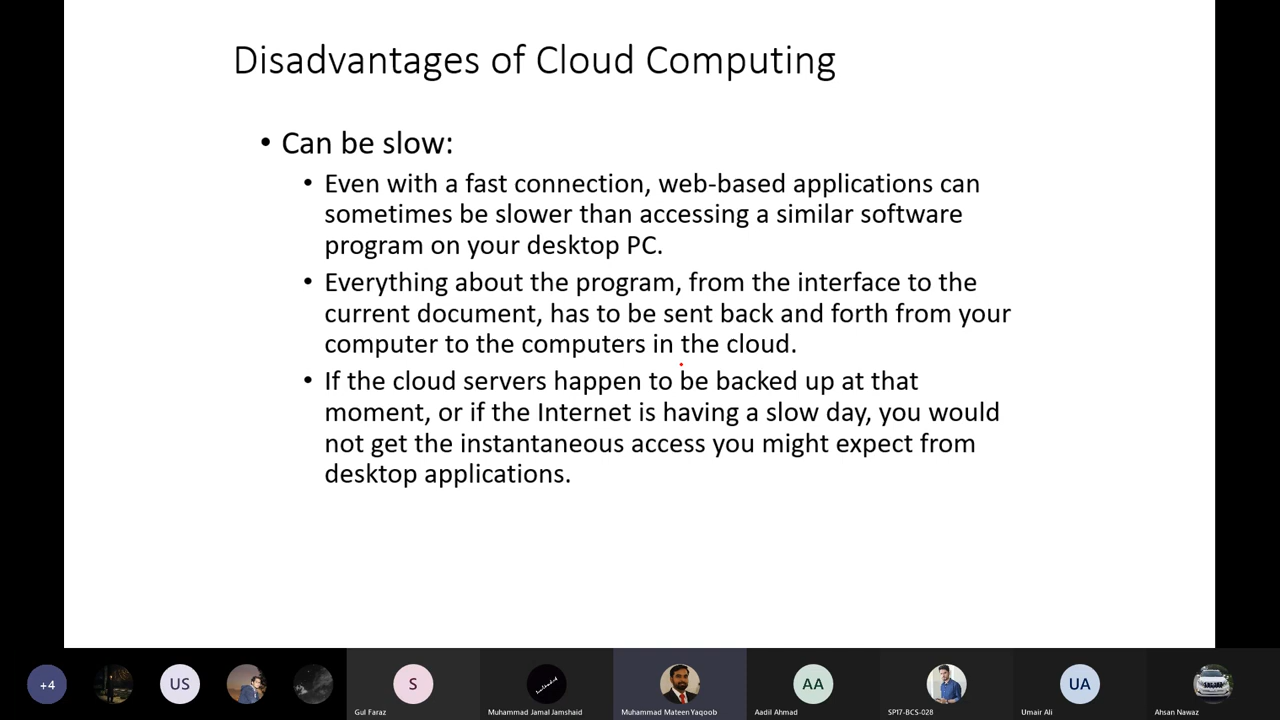 Disadvantages of Cloud Computing
• Can be slow:
• Even with a fast connection, web-based applications can
sometimes be slower than accessing a similar software
program on your desktop PC.
• Everything about the program, from the interface to the
current document, has to be sent back and forth from your
computer to the computers in the cloud.
• If the cloud servers happen to be backed up at that
moment, or if the Internet is having a slow day, you would
not get the instantaneous access you might expect from
desktop applications.
+4
US
S
AA
UA
Gul Faraz
Muhammad Jamal Jamshaid
Muhammad Mateen Yaqoob
Aadil Ahmad
SP17-BCS-028
Umair Ali
Ahsan Nawaz